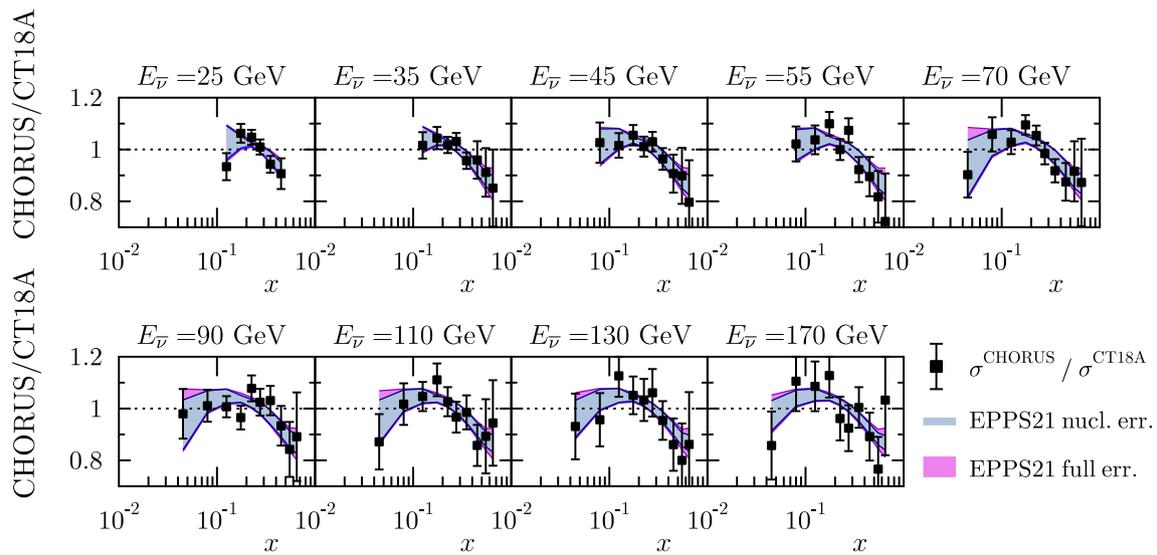 E_ν̅ =25 GeV E_ν̅ =35 GeV E_ν̅ =45 GeV E_ν̅ =55 GeV E_ν̅ =70 GeV
CHORUS/CT18A
1.2
1
0.8
10⁻² 10⁻¹ 10⁻² 10⁻¹ 10⁻² 10⁻¹ 10⁻² 10⁻¹ 10⁻² 10⁻¹
x x x x x
E_ν̅ =90 GeV E_ν̅ =110 GeV E_ν̅ =130 GeV E_ν̅ =170 GeV
CHORUS/CT18A
1.2
1
0.8
10⁻² 10⁻¹ 10⁻² 10⁻¹ 10⁻² 10⁻¹ 10⁻² 10⁻¹ 10⁻²
x x x x
σ^CHORUS / σ^CT18A
EPPS21 nucl. err.
EPPS21 full err.